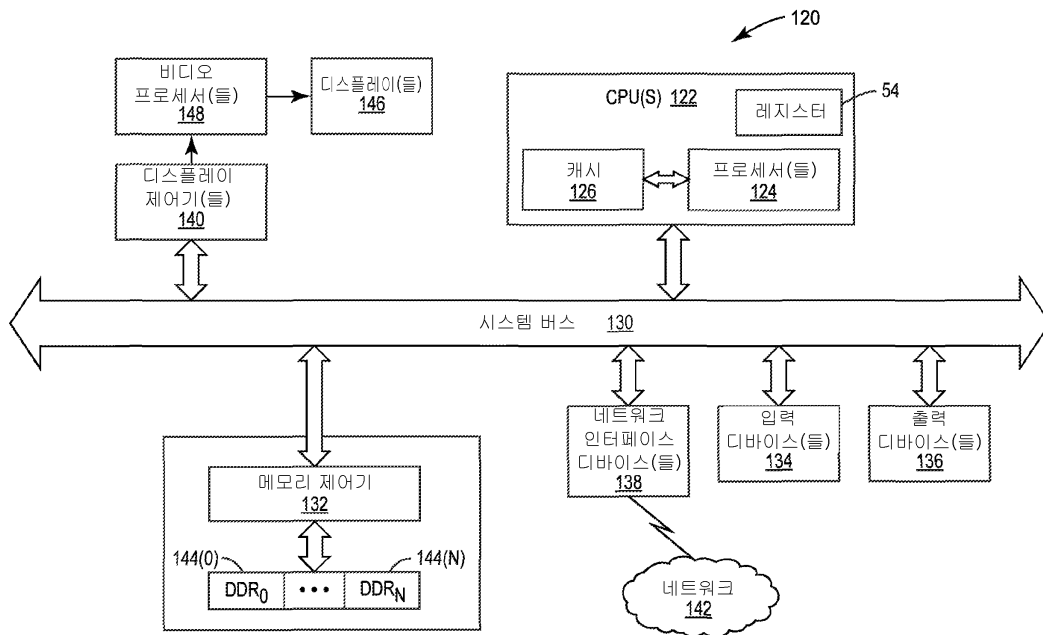 120
비디오
프로세서(들)
148
디스플레이(들)
146
CPU(S) 122
레지스터
54
캐시
126
프로세서(들)
124
디스플레이
제어기(들)
140
시스템 버스 130
네트워크
인터페이스
디바이스(들)
138
입력
디바이스(들)
134
출력
디바이스(들)
136
메모리 제어기
132
144(0)
144(N)
DDR0
•••
DDRN
네트워크
142